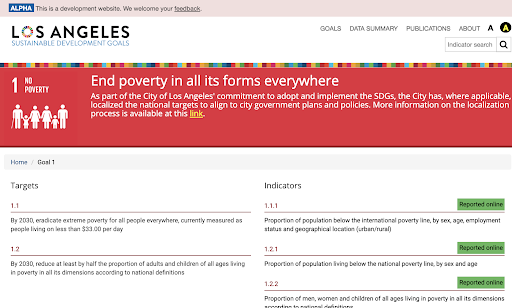 ALPHA This is a development website. We welcome your feedback.
LOS ANGELES
SUSTAINABLE DEVELOPMENT GOALS
GOALS DATA SUMMARY PUBLICATIONS ABOUT A A
Indicator search
1 NO
POVERTY
End poverty in all its forms everywhere
As part of the City of Los Angeles' commitment to adopt and implement the SDGs, the City has, where applicable,
localized the national targets to align to city government plans and policies. More information on the localization
process is available at this link.
Home / Goal 1
Targets
1.1
By 2030, eradicate extreme poverty for all people everywhere, currently measured as
people living on less than $33.00 per day
1.2
By 2030, reduce at least by half the proportion of adults and children of all ages living
in poverty in all its dimensions according to national definitions
Indicators
1.1.1 Reported online
Proportion of population below the international poverty line, by sex, age, employment
status and geographical location (urban/rural)
1.2.1 Reported online
Proportion of population living below the national poverty line, by sex and age
1.2.2 Reported online
Proportion of men, women and children of all ages living in poverty in all its dimensions
according to national definitions